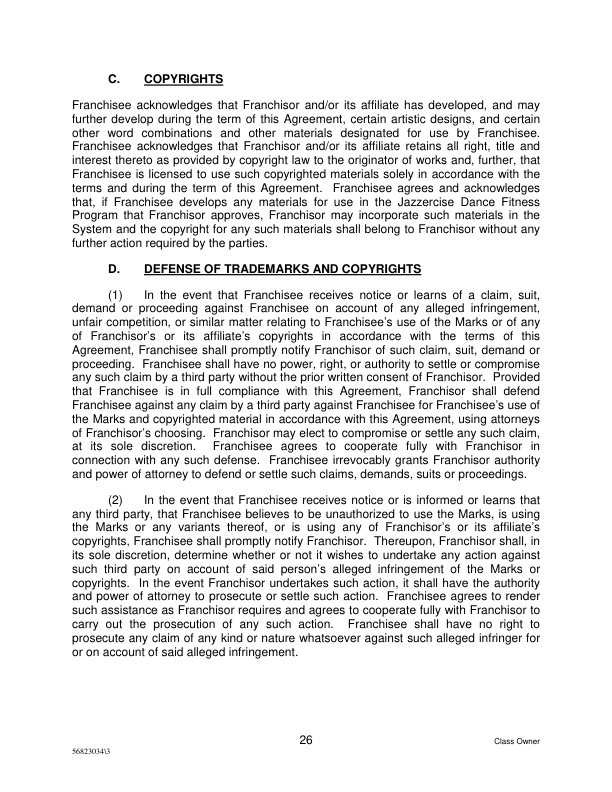 C. COPYRIGHTS
Franchisee acknowledges that Franchisor and/or its affiliate has developed, and may
further develop during the term of this Agreement, certain artistic designs, and certain
other word combinations and other materials designated for use by Franchisee.
Franchisee acknowledges that Franchisor and/or its affiliate retains all right, title and
interest thereto as provided by copyright law to the originator of works and, further, that
Franchisee is licensed to use such copyrighted materials solely in accordance with the
terms and during the term of this Agreement. Franchisee agrees and acknowledges
that, if Franchisee develops any materials for use in the Jazzercise Dance Fitness
Program that Franchisor approves, Franchisor may incorporate such materials in the
System and the copyright for any such materials shall belong to Franchisor without any
further action required by the parties.
D. DEFENSE OF TRADEMARKS AND COPYRIGHTS
(1) In the event that Franchisee receives notice or learns of a claim, suit,
demand or proceeding against Franchisee on account of any alleged infringement,
unfair competition, or similar matter relating to Franchisee's use of the Marks or of any
of Franchisor's or its affiliate's copyrights in accordance with the terms of this
Agreement, Franchisee shall promptly notify Franchisor of such claim, suit, demand or
proceeding. Franchisee shall have no power, right, or authority to settle or compromise
any such claim by a third party without the prior written consent of Franchisor. Provided
that Franchisee is in full compliance with this Agreement, Franchisor shall defend
Franchisee against any claim by a third party against Franchisee for Franchisee's use of
the Marks and copyrighted material in accordance with this Agreement, using attorneys
of Franchisor's choosing. Franchisor may elect to compromise or settle any such claim,
at its sole discretion. Franchisee agrees to cooperate fully with Franchisor in
connection with any such defense. Franchisee irrevocably grants Franchisor authority
and power of attorney to defend or settle such claims, demands, suits or proceedings.
(2) In the event that Franchisee receives notice or is informed or learns that
any third party, that Franchisee believes to be unauthorized to use the Marks, is using
the Marks or any variants thereof, or is using any of Franchisor's or its affiliate's
copyrights, Franchisee shall promptly notify Franchisor. Thereupon, Franchisor shall, in
its sole discretion, determine whether or not it wishes to undertake any action against
such third party on account of said person's alleged infringement of the Marks or
copyrights. In the event Franchisor undertakes such action, it shall have the authority
and power of attorney to prosecute or settle such action. Franchisee agrees to render
such assistance as Franchisor requires and agrees to cooperate fully with Franchisor to
carry out the prosecution of any such action. Franchisee shall have no right to
prosecute any claim of any kind or nature whatsoever against such alleged infringer for
or on account of said alleged infringement.
26
Class Owner
56823034\3